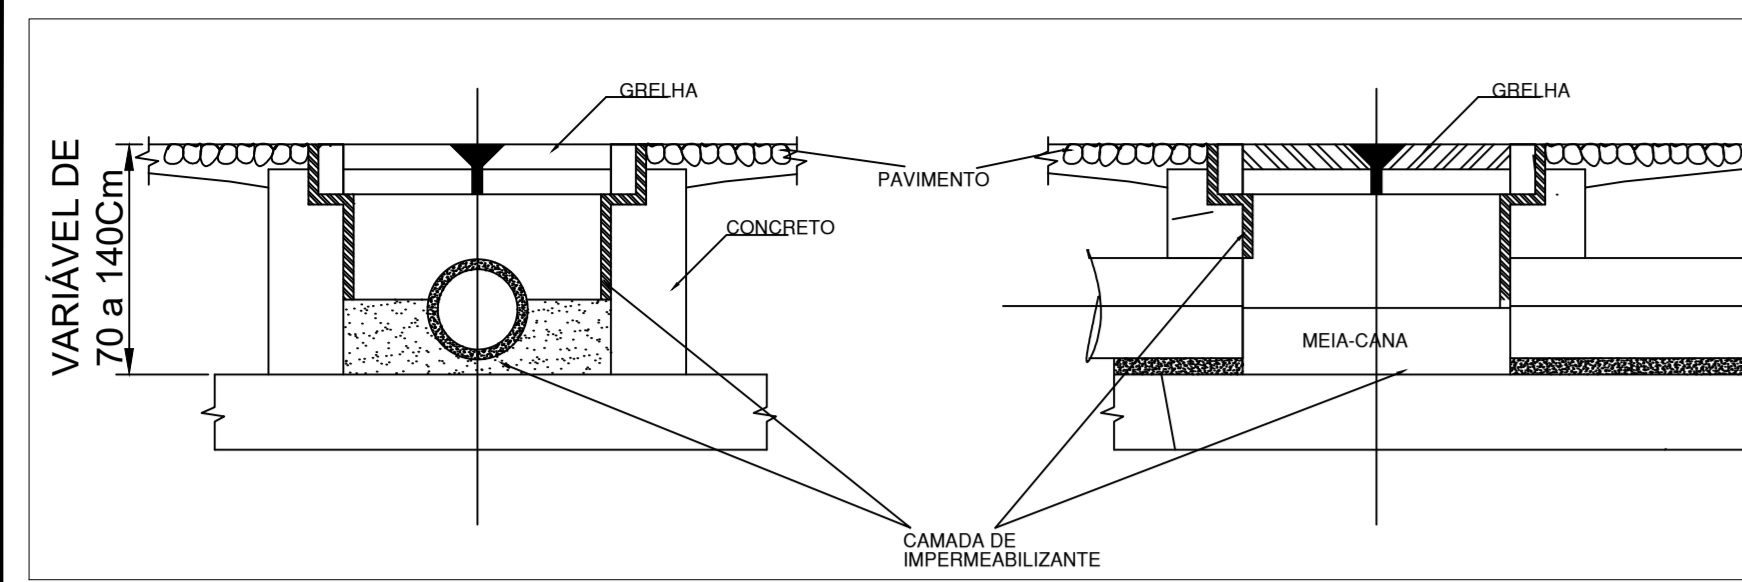 GRELHA
GRELHA
VARIÁVEL DE
70 a 140Cm
PAVIMENTO
CONCRETO
MEIA-CANA
CAMADA DE
IMPERMEABILIZANTE